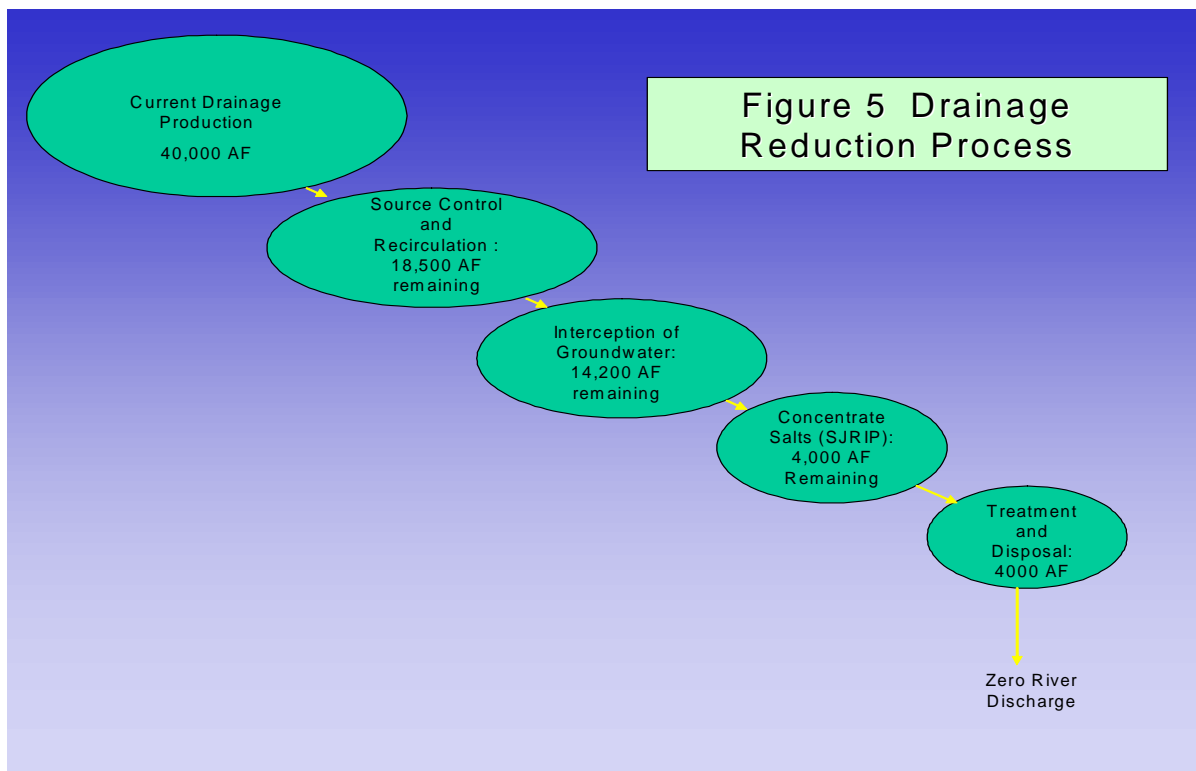 Current Drainage
Production
40,000 AF
Figure 5 Drainage
Reduction Process
Source Control
and
Recirculation :
18,500 AF
remaining
Interception of
Groundwater:
14,200 AF
remaining
Concentrate
Salts (SJRIP):
4,000 AF
Remaining
Treatment
and
Disposal:
4000 AF
Zero River
Discharge